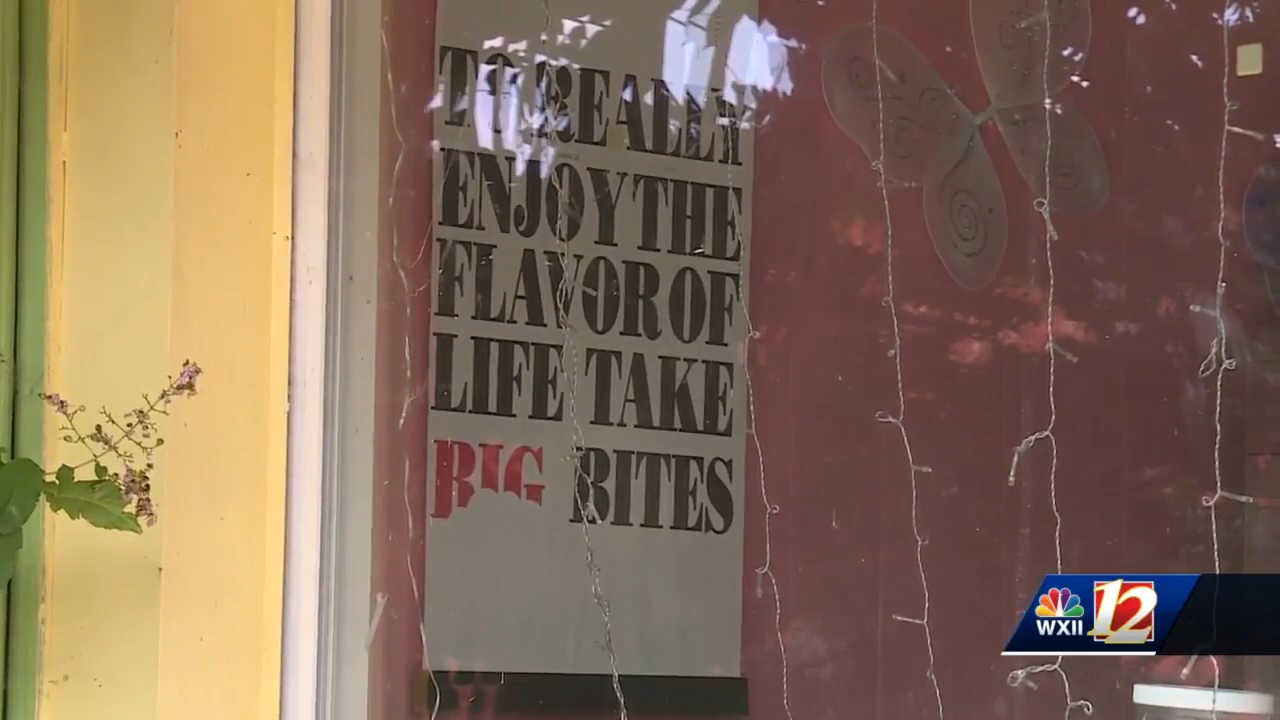 TO REALLY
ENJOY THE
FLAVOR OF
LIFE TAKE
BIG BITES
WXII 12